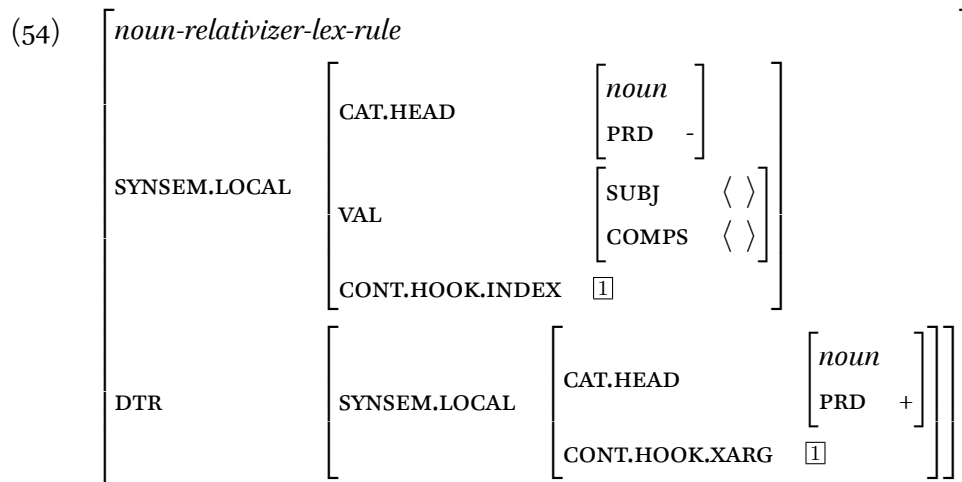 (54)
noun-relativizer-lex-rule
SYNSEM.LOCAL
CAT.HEAD
noun
PRD -
VAL
SUBJ ⟨ ⟩
COMPS ⟨ ⟩
CONT.HOOK.INDEX 1
DTR
SYNSEM.LOCAL
CAT.HEAD
noun
PRD +
CONT.HOOK.XARG 1